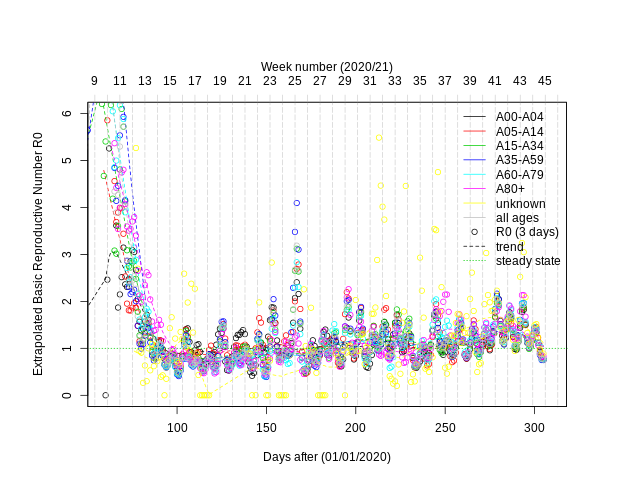 Week number (2020/21)
9 11 13 15 17 19 21 23 25 27 29 31 33 35 37 39 41 43 45
Extrapolated Basic Reproductive Number R0
6
5
4
3
2
1
0
A00-A04
A05-A14
A15-A34
A35-A59
A60-A79
A80+
unknown
all ages
R0 (3 days)
trend
steady state
100 150 200 250 300
Days after (01/01/2020)